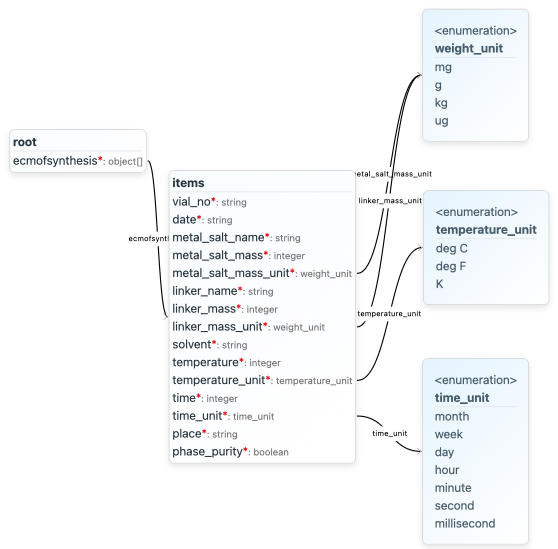 root
ecmofsynthesis*: object[]
ecmofsynth
items
vial_no*: string
date*: string
metal_salt_name*: string
metal_salt_mass*: integer
metal_salt_mass_unit*: weight_unit
linker_name*: string
linker_mass*: integer
linker_mass_unit*: weight_unit
solvent*: string
temperature*: integer
temperature_unit*: temperature_unit
time*: integer
time_unit*: time_unit
place*: string
phase_purity*: boolean
metal_salt_mass_unit
linker_mass_unit
temperature_unit
time_unit
<enumeration>
weight_unit
mg
g
kg
ug
<enumeration>
temperature_unit
deg C
deg F
K
<enumeration>
time_unit
month
week
day
hour
minute
second
millisecond